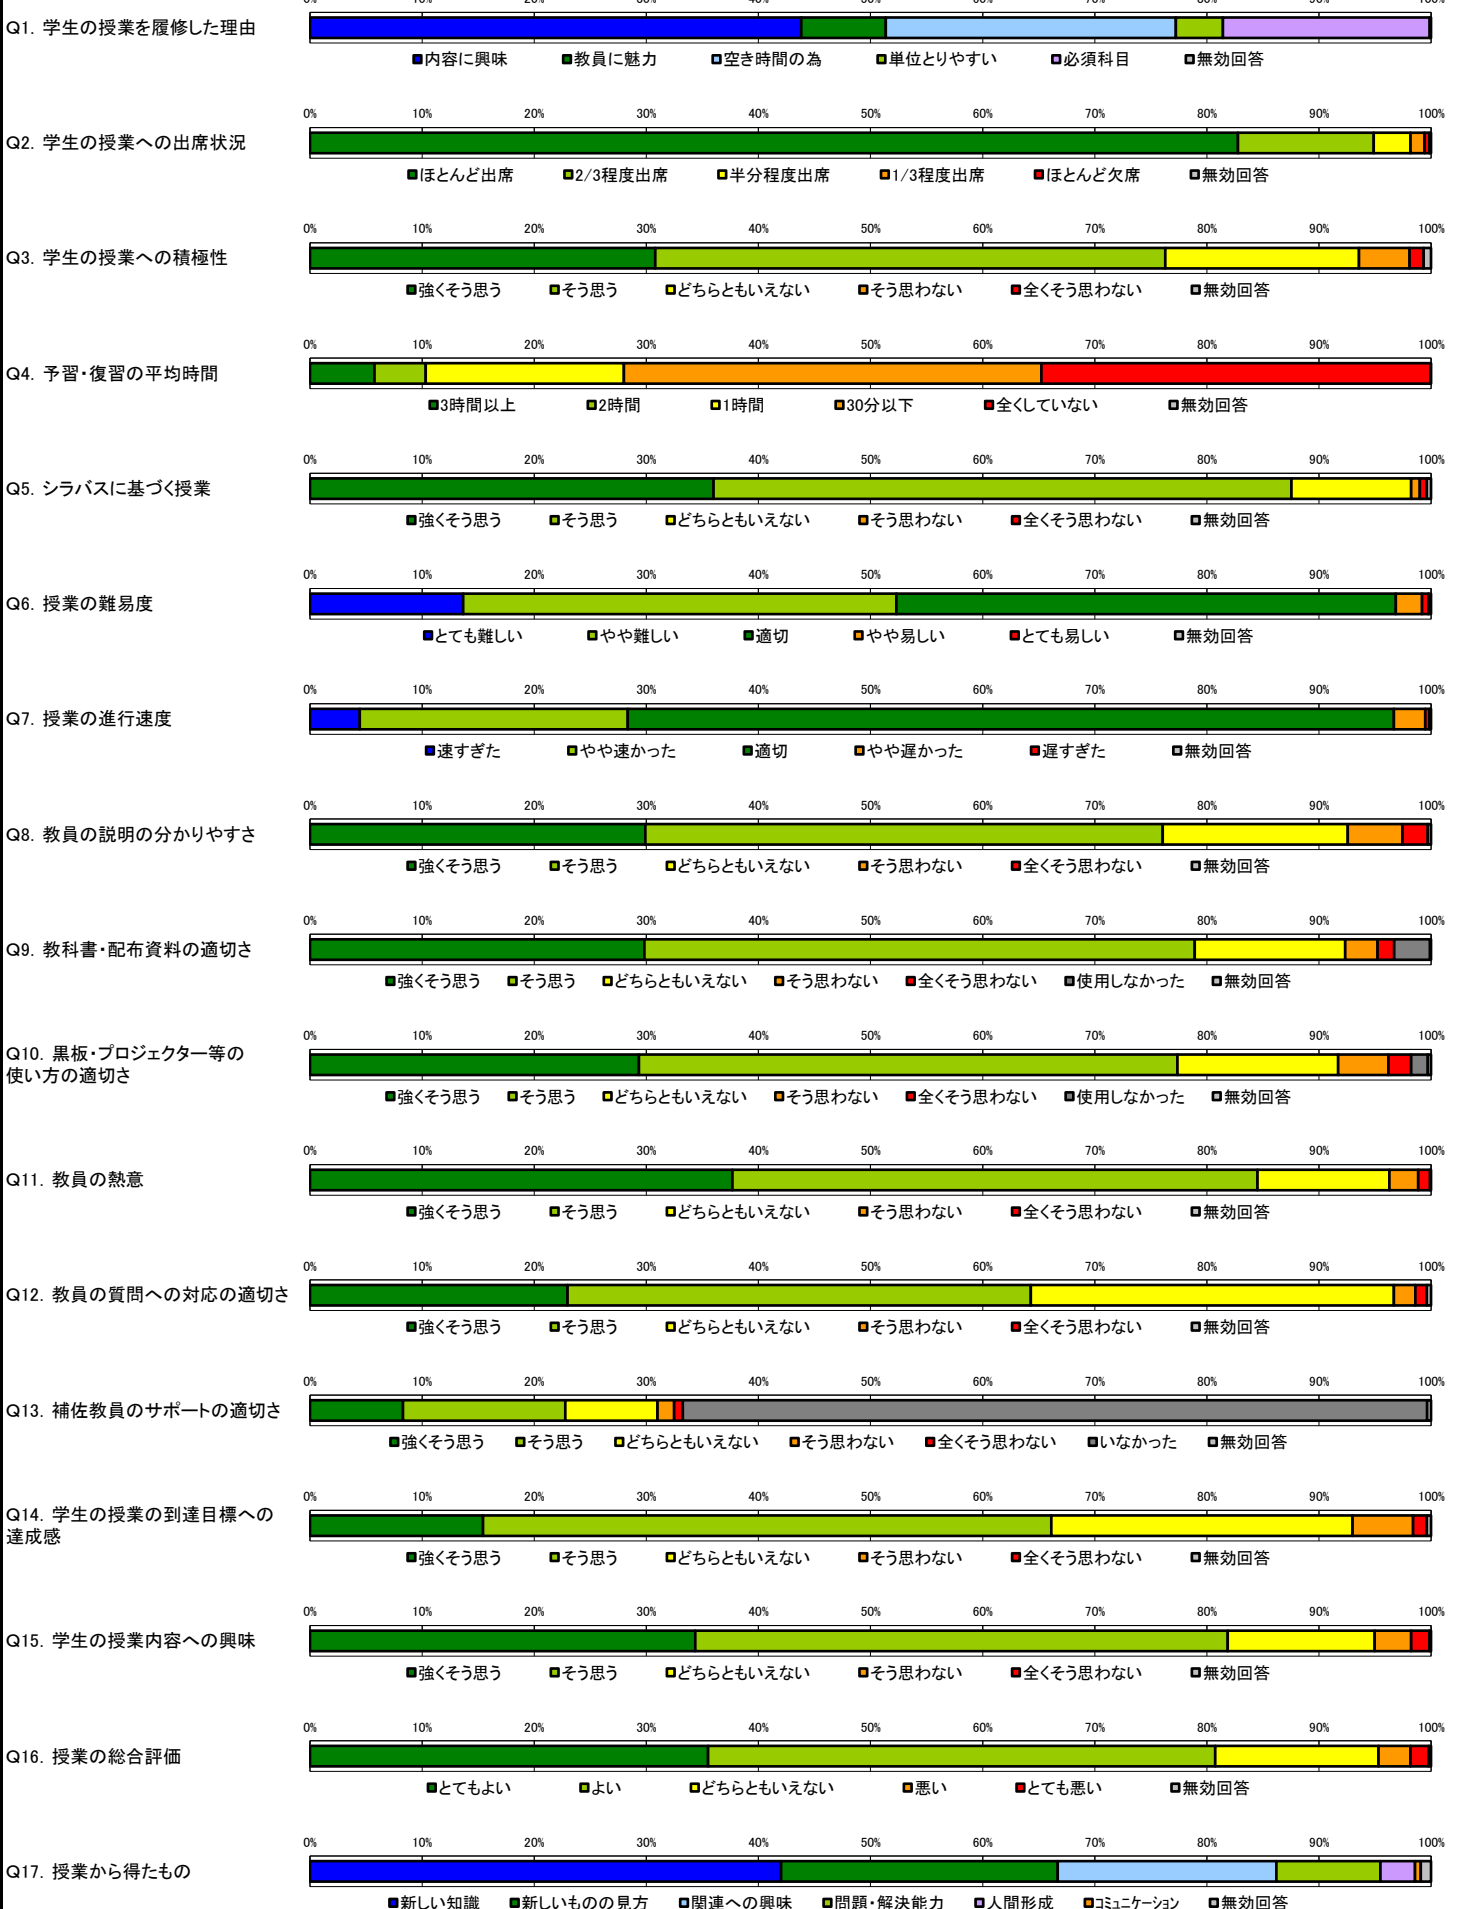 Q1. 学生の授業を履修した理由
■内容に興味 ■教員に魅力 □空き時間の為 ■単位とりやすい □必須科目 □無効回答
0% 10% 20% 30% 40% 50% 60% 70% 80% 90% 100%
Q2. 学生の授業への出席状況
■ほとんど出席 ■2/3程度出席 □半分程度出席 ■1/3程度出席 ■ほとんど欠席 □無効回答
0% 10% 20% 30% 40% 50% 60% 70% 80% 90% 100%
Q3. 学生の授業への積極性
■強くそう思う ■そう思う □どちらともいえない ■そう思わない ■全くそう思わない □無効回答
0% 10% 20% 30% 40% 50% 60% 70% 80% 90% 100%
Q4. 予習・復習の平均時間
■3時間以上 ■2時間 □1時間 ■30分以下 ■全くしていない □無効回答
0% 10% 20% 30% 40% 50% 60% 70% 80% 90% 100%
Q5. シラバスに基づく授業
■強くそう思う ■そう思う □どちらともいえない ■そう思わない ■全くそう思わない □無効回答
0% 10% 20% 30% 40% 50% 60% 70% 80% 90% 100%
Q6. 授業の難易度
■とても難しい ■やや難しい ■適切 ■やや易しい ■とても易しい □無効回答
0% 10% 20% 30% 40% 50% 60% 70% 80% 90% 100%
Q7. 授業の進行速度
■速すぎた ■やや速かった ■適切 ■やや遅かった ■遅すぎた □無効回答
0% 10% 20% 30% 40% 50% 60% 70% 80% 90% 100%
Q8. 教員の説明の分かりやすさ
■強くそう思う ■そう思う □どちらともいえない ■そう思わない ■全くそう思わない □無効回答
0% 10% 20% 30% 40% 50% 60% 70% 80% 90% 100%
Q9. 教科書・配布資料の適切さ
■強くそう思う ■そう思う □どちらともいえない ■そう思わない ■全くそう思わない ■使用しなかった □無効回答
0% 10% 20% 30% 40% 50% 60% 70% 80% 90% 100%
Q10. 黒板・プロジェクター等の
使い方の適切さ
■強くそう思う ■そう思う □どちらともいえない ■そう思わない ■全くそう思わない ■使用しなかった □無効回答
0% 10% 20% 30% 40% 50% 60% 70% 80% 90% 100%
Q11. 教員の熱意
■強くそう思う ■そう思う □どちらともいえない ■そう思わない ■全くそう思わない □無効回答
0% 10% 20% 30% 40% 50% 60% 70% 80% 90% 100%
Q12. 教員の質問への対応の適切さ
■強くそう思う ■そう思う □どちらともいえない ■そう思わない ■全くそう思わない □無効回答
0% 10% 20% 30% 40% 50% 60% 70% 80% 90% 100%
Q13. 補佐教員のサポートの適切さ
■強くそう思う ■そう思う □どちらともいえない ■そう思わない ■全くそう思わない ■いなかった □無効回答
0% 10% 20% 30% 40% 50% 60% 70% 80% 90% 100%
Q14. 学生の授業の到達目標への
達成感
■強くそう思う ■そう思う □どちらともいえない ■そう思わない ■全くそう思わない □無効回答
0% 10% 20% 30% 40% 50% 60% 70% 80% 90% 100%
Q15. 学生の授業内容への興味
■強くそう思う ■そう思う □どちらともいえない ■そう思わない ■全くそう思わない □無効回答
0% 10% 20% 30% 40% 50% 60% 70% 80% 90% 100%
Q16. 授業の総合評価
■とてもよい ■よい □どちらともいえない ■悪い ■とても悪い □無効回答
0% 10% 20% 30% 40% 50% 60% 70% 80% 90% 100%
Q17. 授業から得たもの
■新しい知識 ■新しいものの見方 □関連への興味 ■問題・解決能力 □人間形成 ■コミュニケーション □無効回答